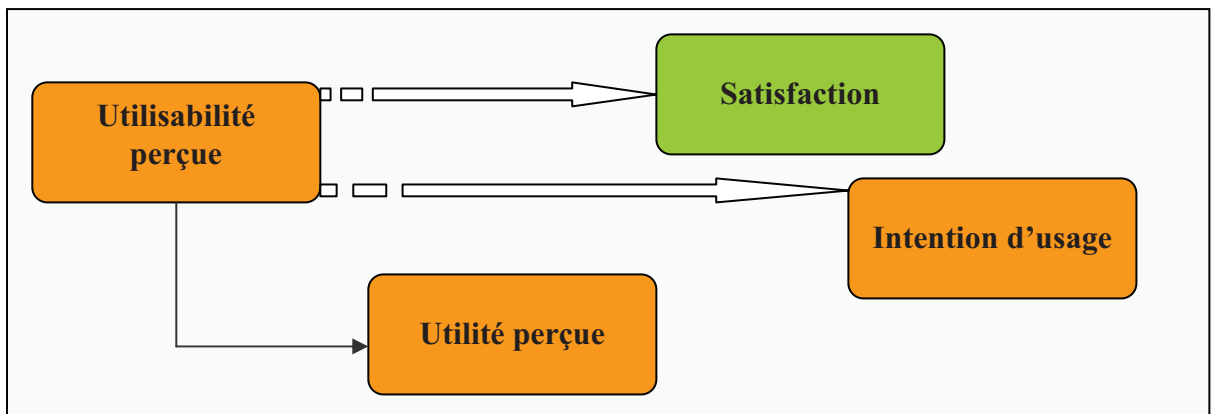 Satisfaction
Utilisabilité
perçue
Intention d’usage
Utilité perçue